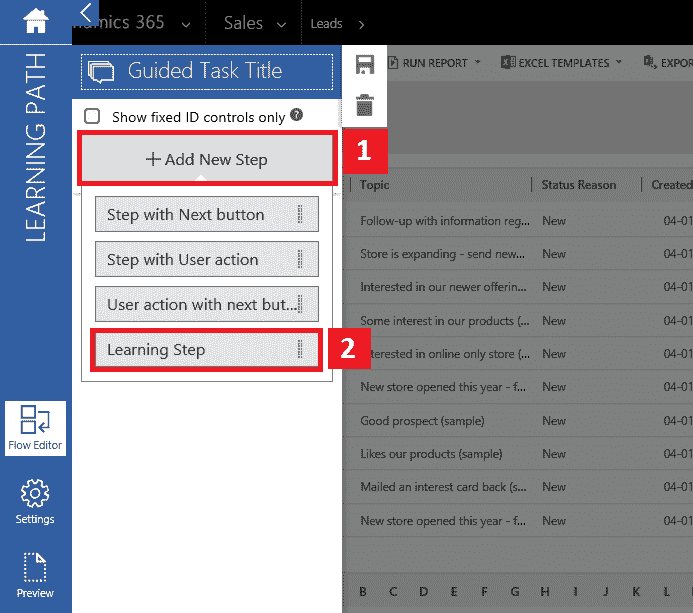 namics 365
Sales
Leads
LEARNING PATH
Guided Task Title
RUN REPORT
EXCEL TEMPLATES
EXPOR
Show fixed ID controls only ?
+ Add New Step
1
Step with Next button
Step with User action
User action with next but...
Learning Step
2
Topic Status Reason Created
Follow-up with information reg... New 04-01
Store is expanding - send new... New 04-01
Interested in our newer offerin... New 04-01
Some interest in our products (... New 04-01
terested in online only store (... New 04-01
New store opened this year - f... New 04-01
Good prospect (sample) New 04-01
Likes our products (sample) New 04-01
Mailed an interest card back (s... New 04-01
New store opened this year - f... New 04-01
B C D E F G H I J K L
Flow Editor
Settings
Preview